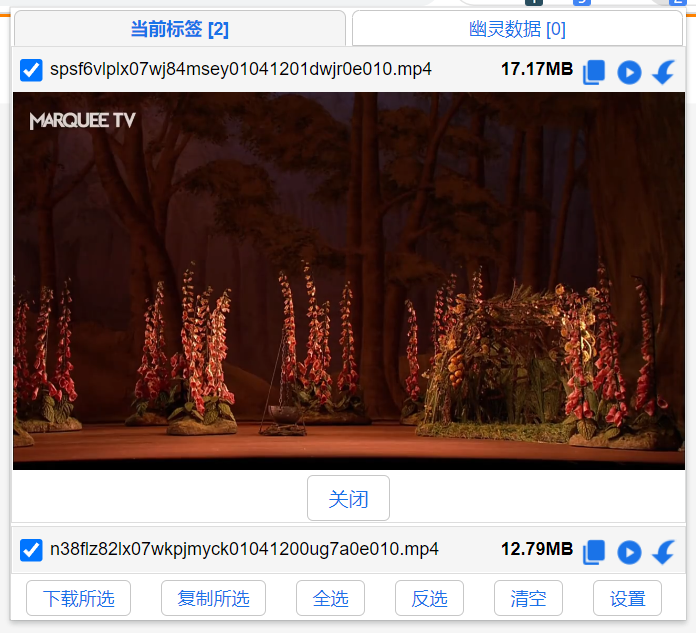 当前标签 [2]
幽灵数据 [0]
spsf6vlplx07wj84msey01041201dwjr0e010.mp4 17.17MB
MARQUEE TV
关闭
n38flz82lx07wkpjmyck01041200ug7a0e010.mp4 12.79MB
下载所选 复制所选 全选 反选 清空 设置